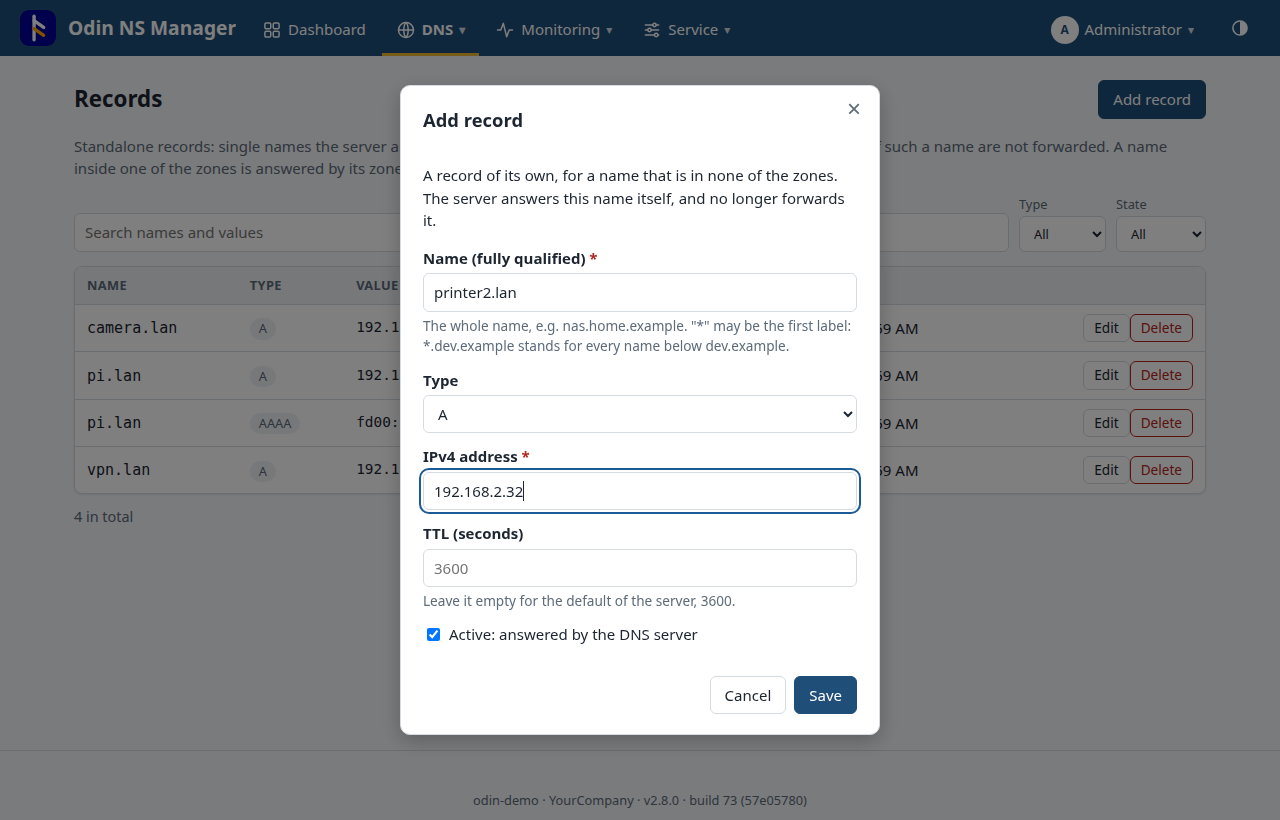 Odin NS Manager
Dashboard
DNS ▾
Monitoring ▾
Service ▾
A
Administrator ▾
Records
Add record
Standalone records: single names the server a
such a name are not forwarded. A name
inside one of the zones is answered by its zone
Type
State
Search names and values
All
All
NAME
TYPE
VALUE
camera.lan
A
192.1
59 AM
Edit
Delete
pi.lan
A
192.1
59 AM
Edit
Delete
pi.lan
AAAA
fd00:
59 AM
Edit
Delete
vpn.lan
A
192.1
59 AM
Edit
Delete
4 in total
Add record
×
A record of its own, for a name that is in none of the zones.
The server answers this name itself, and no longer forwards
it.
Name (fully qualified) *
printer2.lan
The whole name, e.g. nas.home.example. "*" may be the first label:
*.dev.example stands for every name below dev.example.
Type
A
IPv4 address *
192.168.2.32
TTL (seconds)
3600
Leave it empty for the default of the server, 3600.
Active: answered by the DNS server
Cancel
Save
odin-demo · YourCompany · v2.8.0 · build 73 (57e05780)